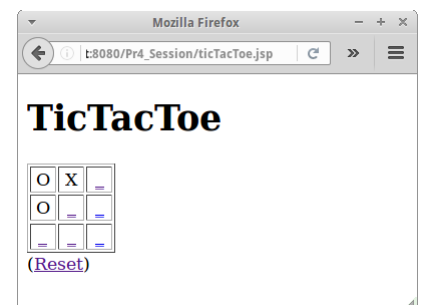 Mozilla Firefox
:8080/Pr4_Session/ticTacToe.jsp
TicTacToe
O X _
O _ _
_ _ _
(Reset)